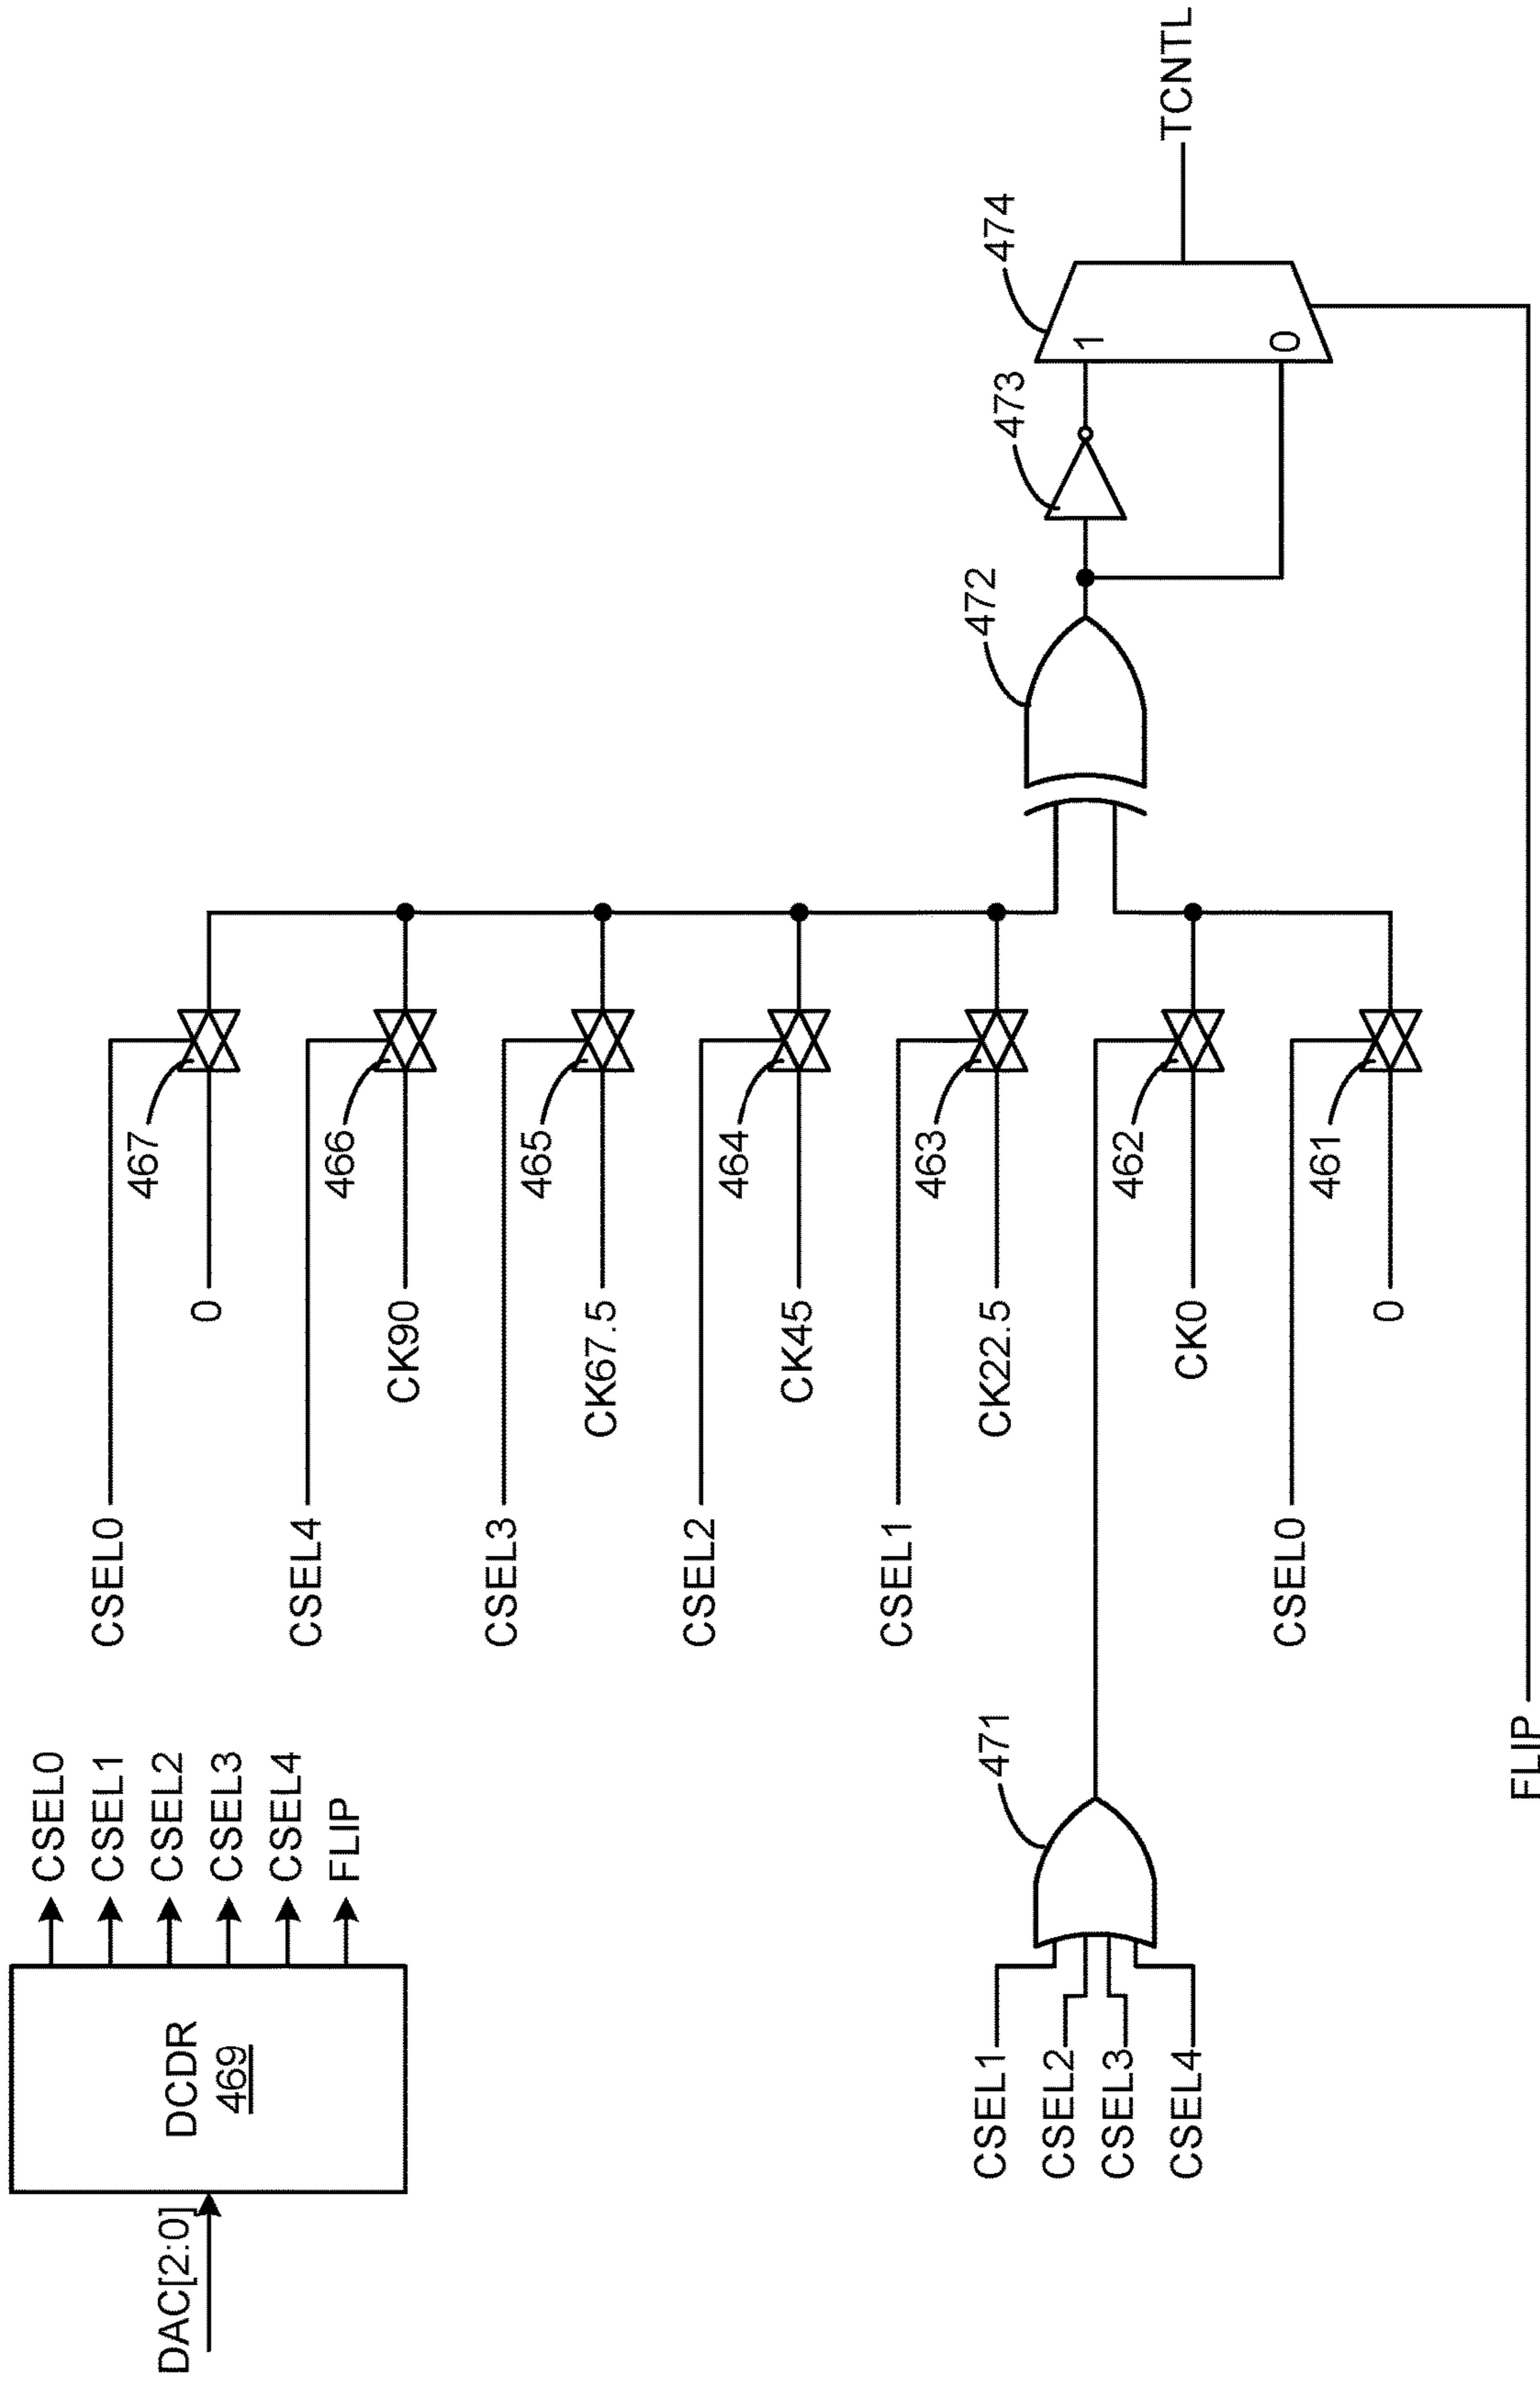 DAC[2:0]
DCDR
469
CSEL0
CSEL1
CSEL2
CSEL3
CSEL4
FLIP
CSEL0
0
467
CSEL4
CK90
466
CSEL3
CK67.5
465
CSEL2
CK45
464
CSEL1
CK22.5
463
CK0
462
CSEL0
0
461
CSEL1
CSEL2
CSEL3
CSEL4
471
472
473
474
1
0
TCNTL
FLIP